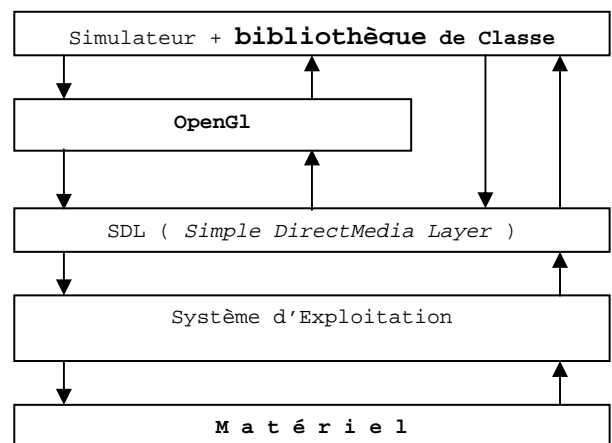 Simulateur + bibliothèque de Classe
OpenGl
SDL ( Simple DirectMedia Layer )
Système d'Exploitation
M a t é r i e l